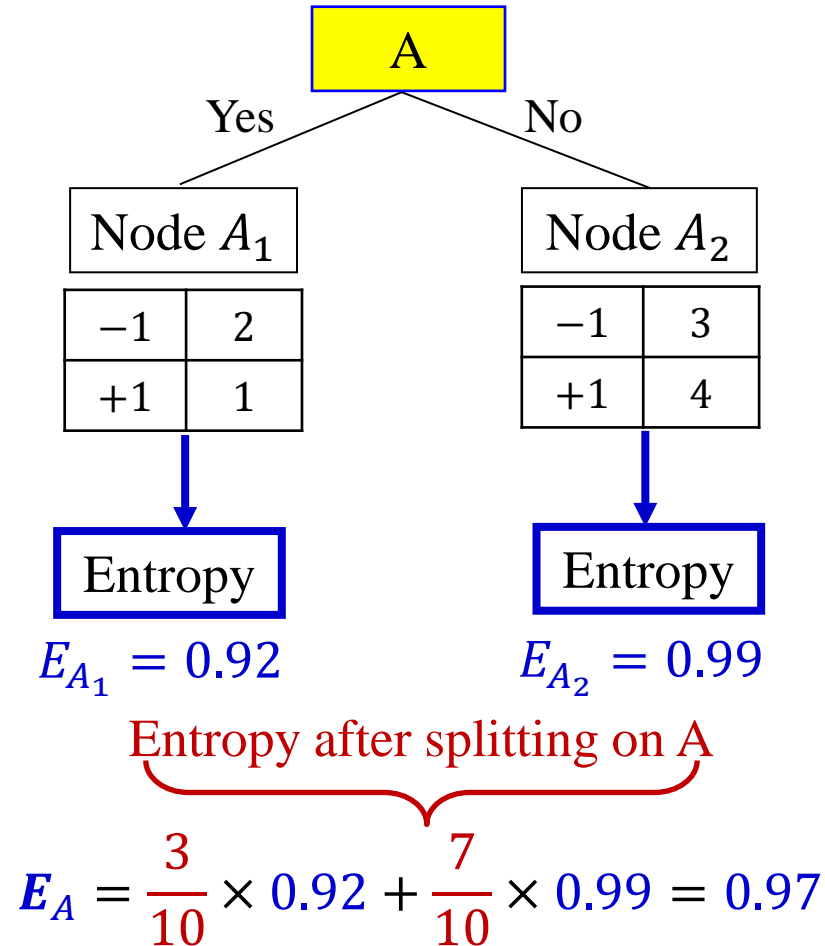 A
Yes No
Node A₁ Node A₂
−1 2 −1 3
+1 1 +1 4
Entropy Entropy
E_{A₁} = 0.92 E_{A₂} = 0.99
Entropy after splitting on A
E_A = 3/10 × 0.92 + 7/10 × 0.99 = 0.97